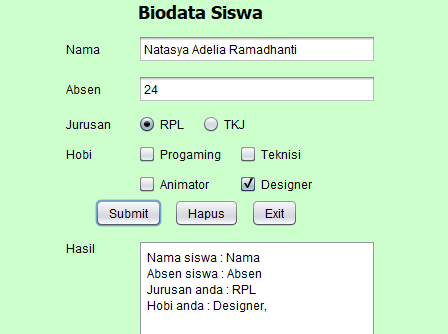 Biodata Siswa
Nama Natasya Adelia Ramadhanti
Absen 24
Jurusan RPL TKJ
Hobi Progaming Teknisi
Animator Designer
Submit Hapus Exit
Hasil
Nama siswa : Nama
Absen siswa : Absen
Jurusan anda : RPL
Hobi anda : Designer,